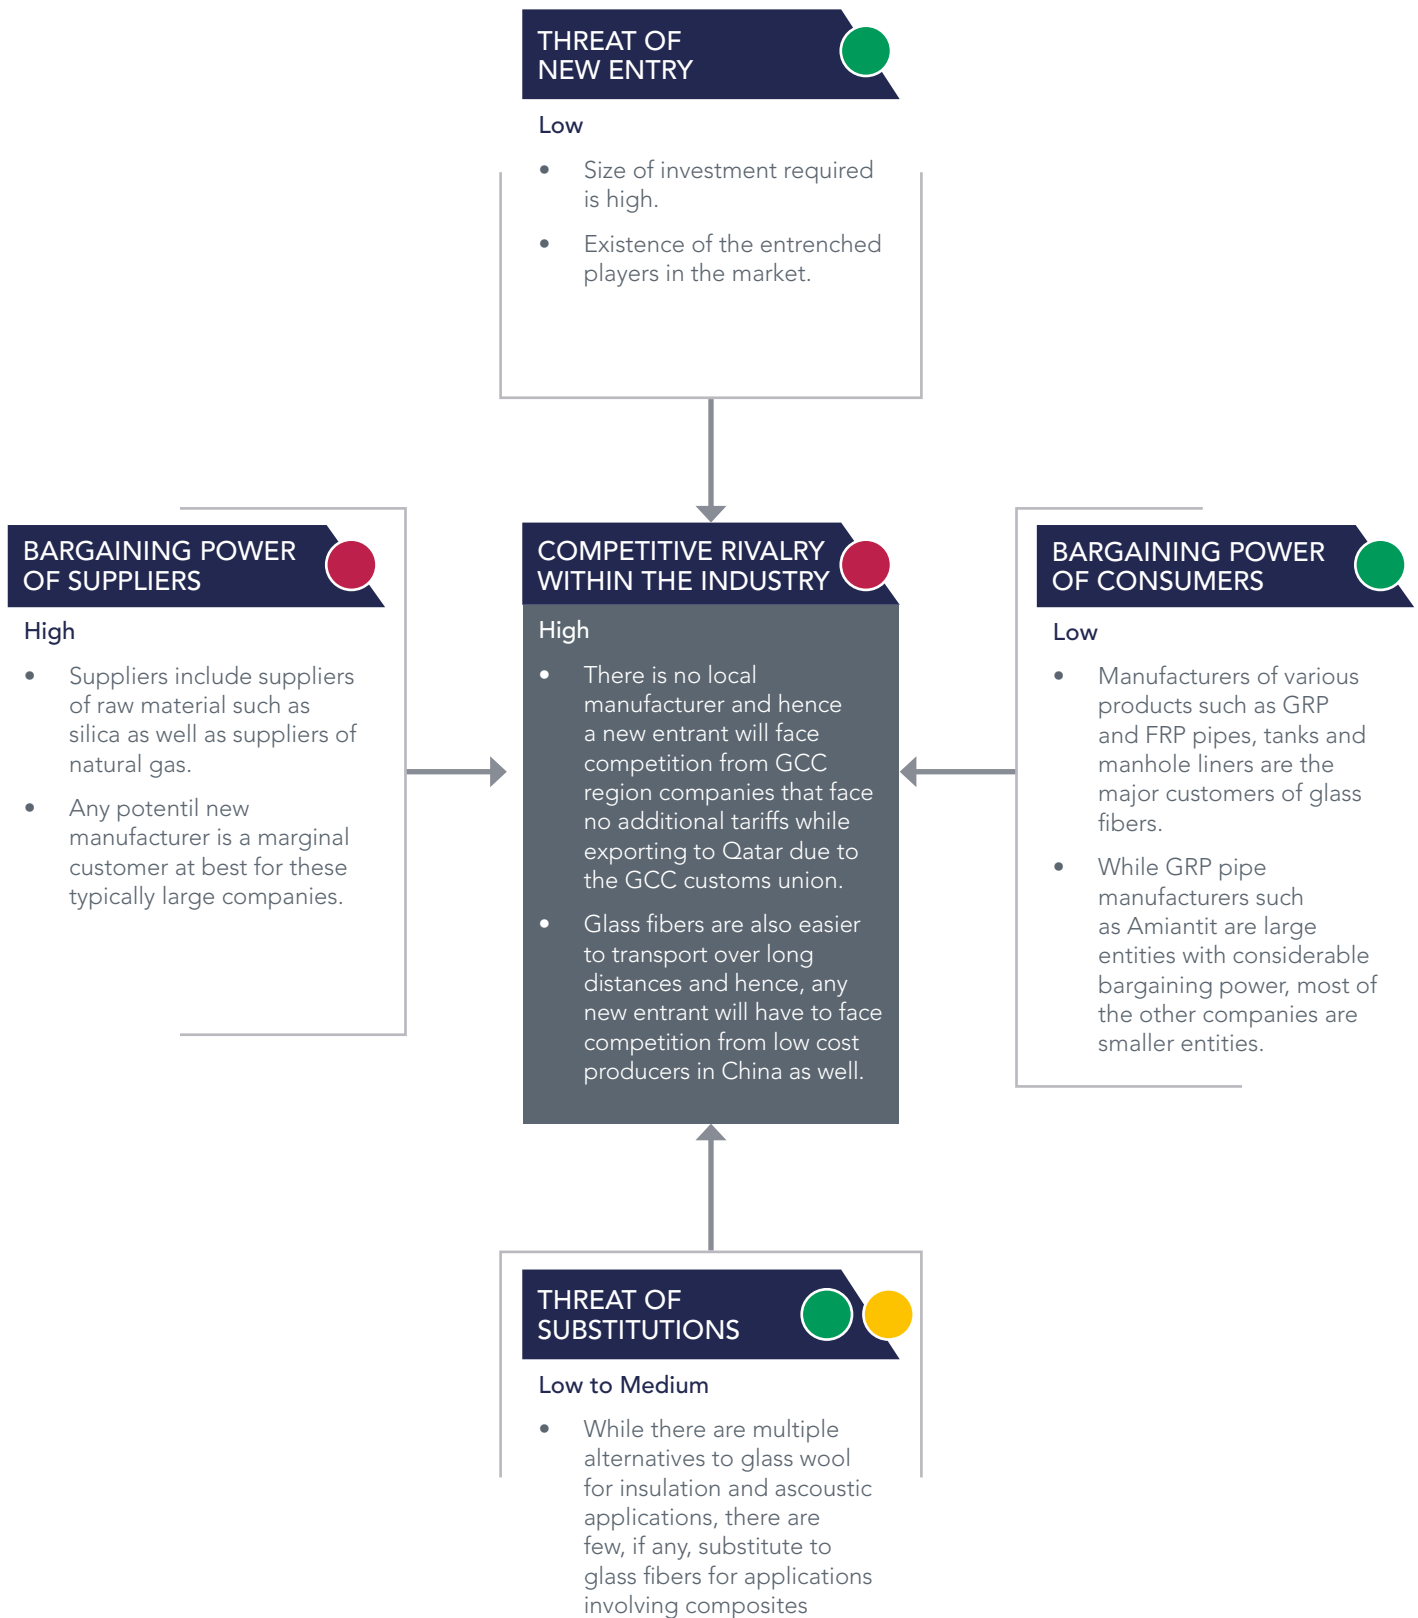 THREAT OF
NEW ENTRY
Low
• Size of investment required
is high.
• Existence of the entrenched
players in the market.
BARGAINING POWER
OF SUPPLIERS
High
• Suppliers include suppliers
of raw material such as
silica as well as suppliers of
natural gas.
• Any potentil new
manufacturer is a marginal
customer at best for these
typically large companies.
COMPETITIVE RIVALRY
WITHIN THE INDUSTRY
High
• There is no local
manufacturer and hence
a new entrant will face
competition from GCC
region companies that face
no additional tariffs while
exporting to Qatar due to
the GCC customs union.
• Glass fibers are also easier
to transport over long
distances and hence, any
new entrant will have to face
competition from low cost
producers in China as well.
BARGAINING POWER
OF CONSUMERS
Low
• Manufacturers of various
products such as GRP
and FRP pipes, tanks and
manhole liners are the
major customers of glass
fibers.
• While GRP pipe
manufacturers such
as Amiantit are large
entities with considerable
bargaining power, most of
the other companies are
smaller entities.
THREAT OF
SUBSTITUTIONS
Low to Medium
• While there are multiple
alternatives to glass wool
for insulation and ascoustic
applications, there are
few, if any, substitute to
glass fibers for applications
involving composites